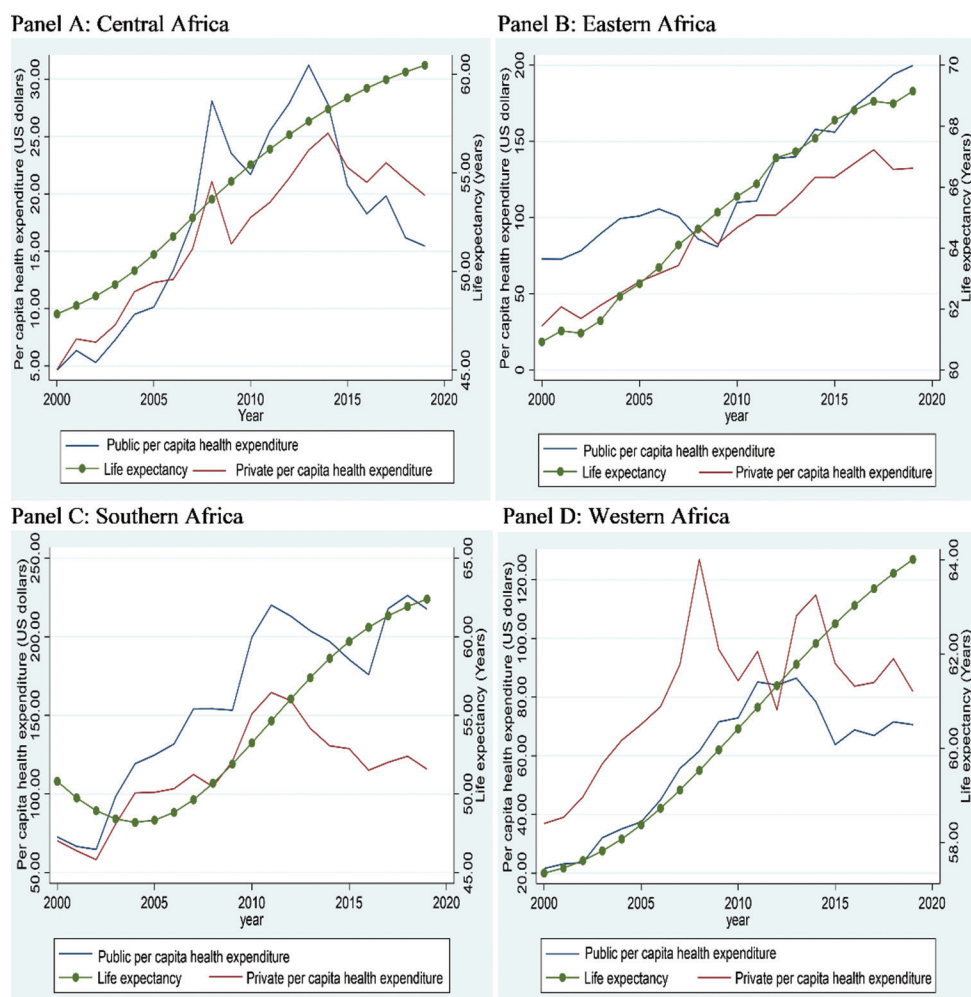 Panel A: Central Africa
Per capita health expenditure (US dollars)
5.00 10.00 15.00 20.00 25.00 30.00
45.00 50.00 55.00 60.00
Life expectancy (years)
2000 2005 2010 2015 2020
Year
Public per capita health expenditure
Life expectancy Private per capita health expenditure
Panel B: Eastern Africa
Per capita health expenditure (US dollars)
0 50 100 150 200
60 62 64 66 68 70
Life expectancy (Years)
2000 2005 2010 2015 2020
year
Public per capita health expenditure
Life expectancy Private per capita health expenditure
Panel C: Southern Africa
Per capita health expenditure (US dollars)
50.00 100.00 150.00 200.00 250.00
45.00 50.00 55.00 60.00 65.00
Life expectancy (Years)
2000 2005 2010 2015 2020
year
Public per capita health expenditure
Life expectancy Private per capita health expenditure
Panel D: Western Africa
Per capita health expenditure (US dollars)
20.00 40.00 60.00 80.00 100.00 120.00
58.00 60.00 62.00 64.00
Life expectancy (Years)
2000 2005 2010 2015 2020
year
Public per capita health expenditure
Life expectancy Private per capita health expenditure